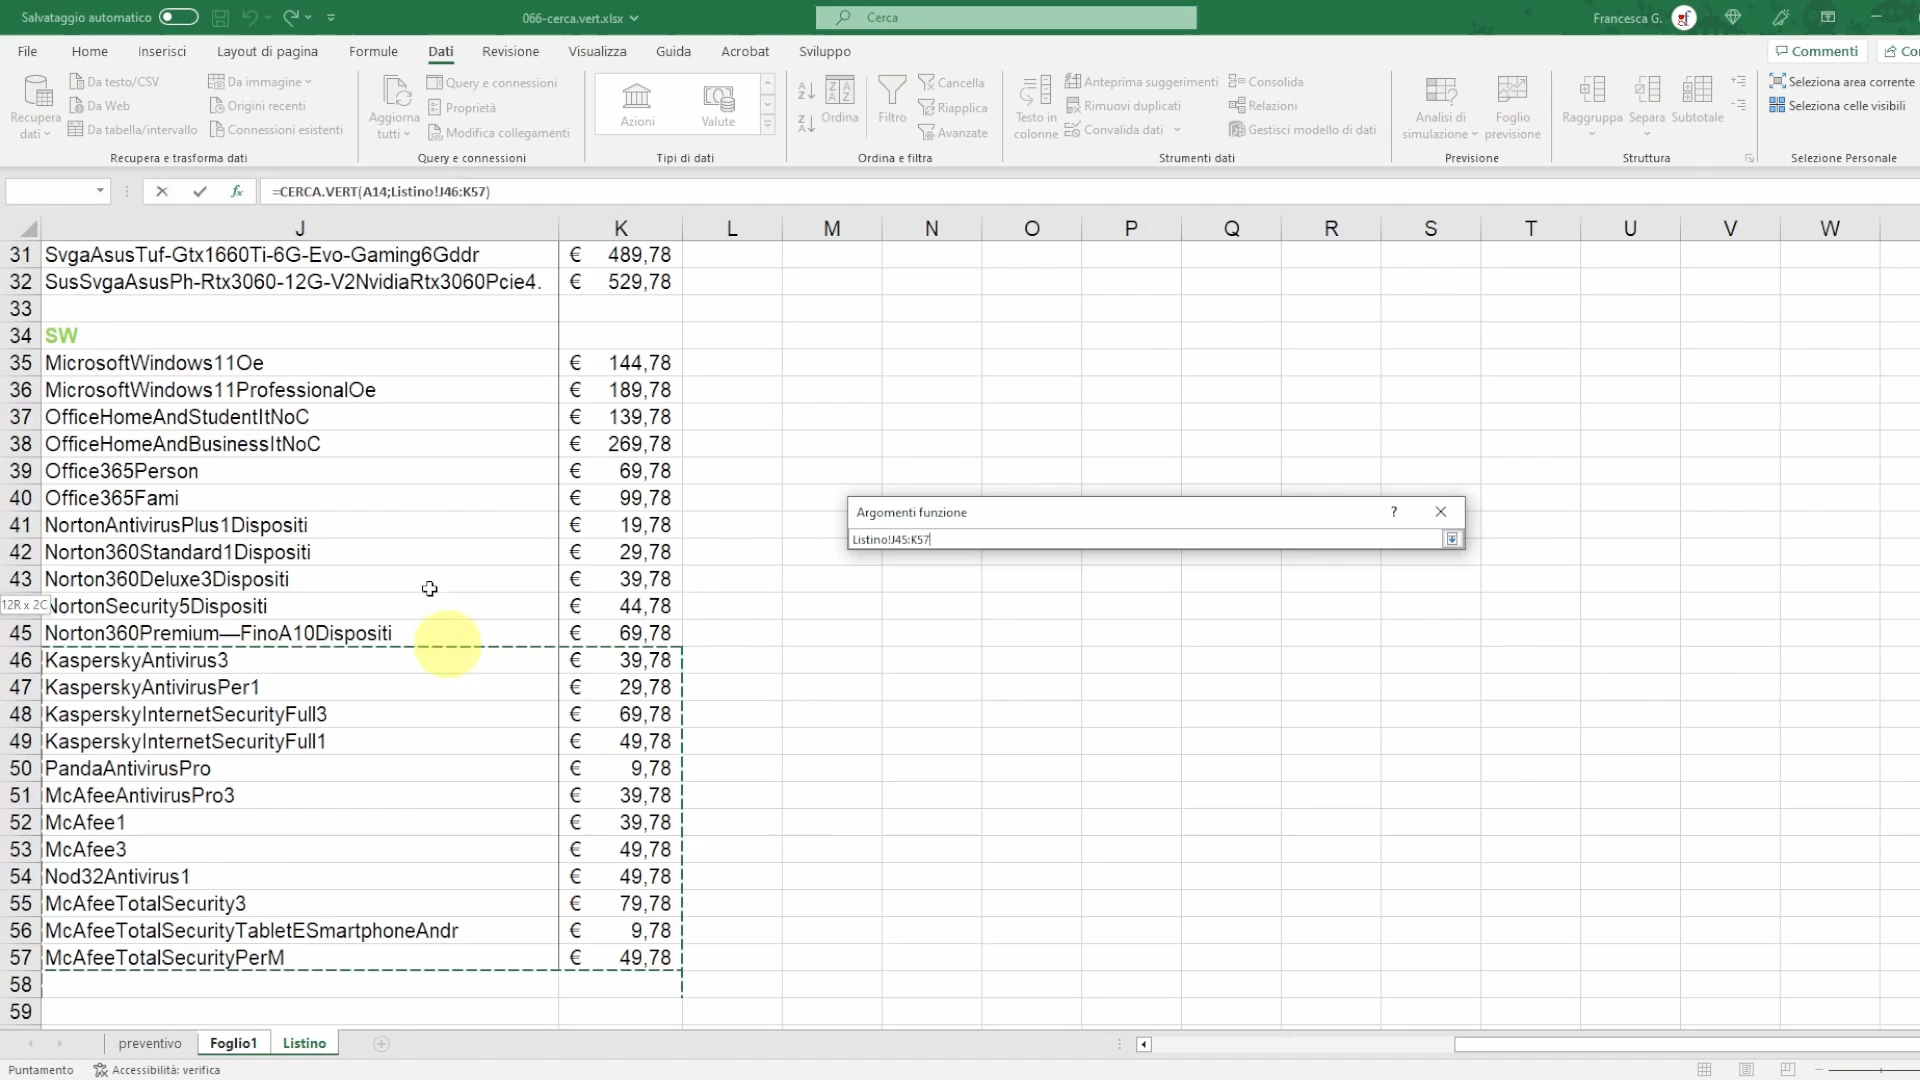 Salvataggio automatico
066-cerca.vert.xlsx
Cerca
Francesca G.
File Home Inserisci Layout di pagina Formule Dati Revisione Visualizza Guida Acrobat Sviluppo
Commenti
Recupera dati
Da testo/CSV
Da Web
Da tabella/intervallo
Da immagine
Origini recenti
Connessioni esistenti
Recupera e trasforma dati
Aggiorna tutti
Query e connessioni
Proprietà
Modifica collegamenti
Query e connessioni
Azioni
Valute
Tipi di dati
Ordina
Filtro
Cancella
Riapplica
Avanzate
Ordina e filtra
Testo in colonne
Anteprima suggerimenti
Rimuovi duplicati
Convalida dati
Consolida
Relazioni
Gestisci modello di dati
Strumenti dati
Analisi di simulazione
Foglio previsione
Previsione
Raggruppa
Separa
Subtotale
Struttura
Seleziona area corrente
Seleziona celle visibili
Selezione Personale
fx
=CERCA.VERT(A14;Listino!J46:K57)
J K L M N O P Q R S T U V W
31 SvgaAsusTuf-Gtx1660Ti-6G-Evo-Gaming6Gddr € 489,78
32 SusSvgaAsusPh-Rtx3060-12G-V2NvidiaRtx3060Pcie4. € 529,78
33
34 SW
35 MicrosoftWindows11Oe € 144,78
36 MicrosoftWindows11ProfessionalOe € 189,78
37 OfficeHomeAndStudentItNoC € 139,78
38 OfficeHomeAndBusinessItNoC € 269,78
39 Office365Person € 69,78
40 Office365Fami € 99,78
41 NortonAntivirusPlus1Dispositi € 19,78
42 Norton360Standard1Dispositi € 29,78
43 Norton360Deluxe3Dispositi € 39,78
12R x 2C NortonSecurity5Dispositi € 44,78
45 Norton360Premium—FinoA10Dispositi € 69,78
46 KasperskyAntivirus3 € 39,78
47 KasperskyAntivirusPer1 € 29,78
48 KasperskyInternetSecurityFull3 € 69,78
49 KasperskyInternetSecurityFull1 € 49,78
50 PandaAntivirusPro € 9,78
51 McAfeeAntivirusPro3 € 39,78
52 McAfee1 € 39,78
53 McAfee3 € 49,78
54 Nod32Antivirus1 € 49,78
55 McAfeeTotalSecurity3 € 79,78
56 McAfeeTotalSecurityTabletESmartphoneAndr € 9,78
57 McAfeeTotalSecurityPerM € 49,78
58
59
Argomenti funzione ?
Listino!J45:K57
preventivo Foglio1 Listino
Puntamento
Accessibilità: verifica